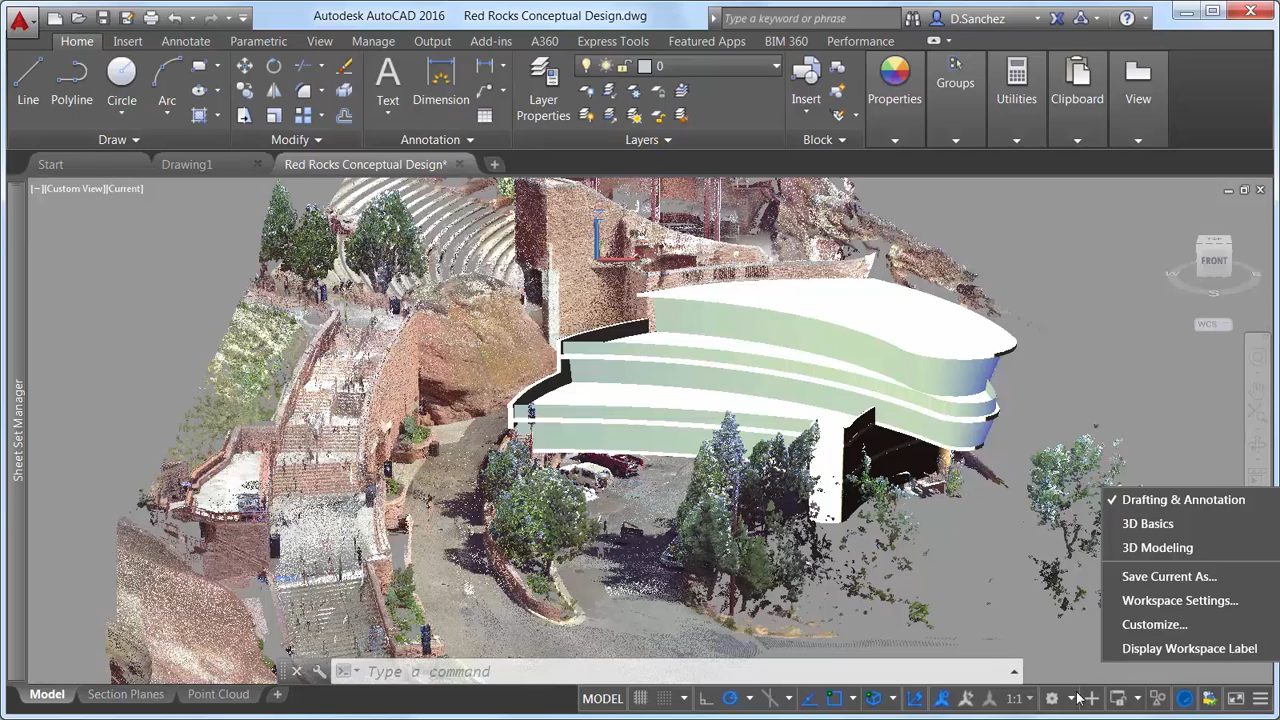 Autodesk AutoCAD 2016 Red Rocks Conceptual Design.dwg Type a keyword or phrase D.Sanchez
Home Insert Annotate Parametric View Manage Output Add-ins A360 Express Tools Featured Apps BIM 360 Performance
0
Line Polyline Circle Arc Text Dimension Layer Properties Insert Properties Groups Utilities Clipboard View
Draw Modify Annotation Layers Block
Start Drawing1 Red Rocks Conceptual Design*
[−][Custom View][Current]
FRONT
S
WCS
Sheet Set Manager
Drafting & Annotation
3D Basics
3D Modeling
Save Current As...
Workspace Settings...
Customize...
Display Workspace Label
Type a command
Model Section Planes Point Cloud MODEL 1:1